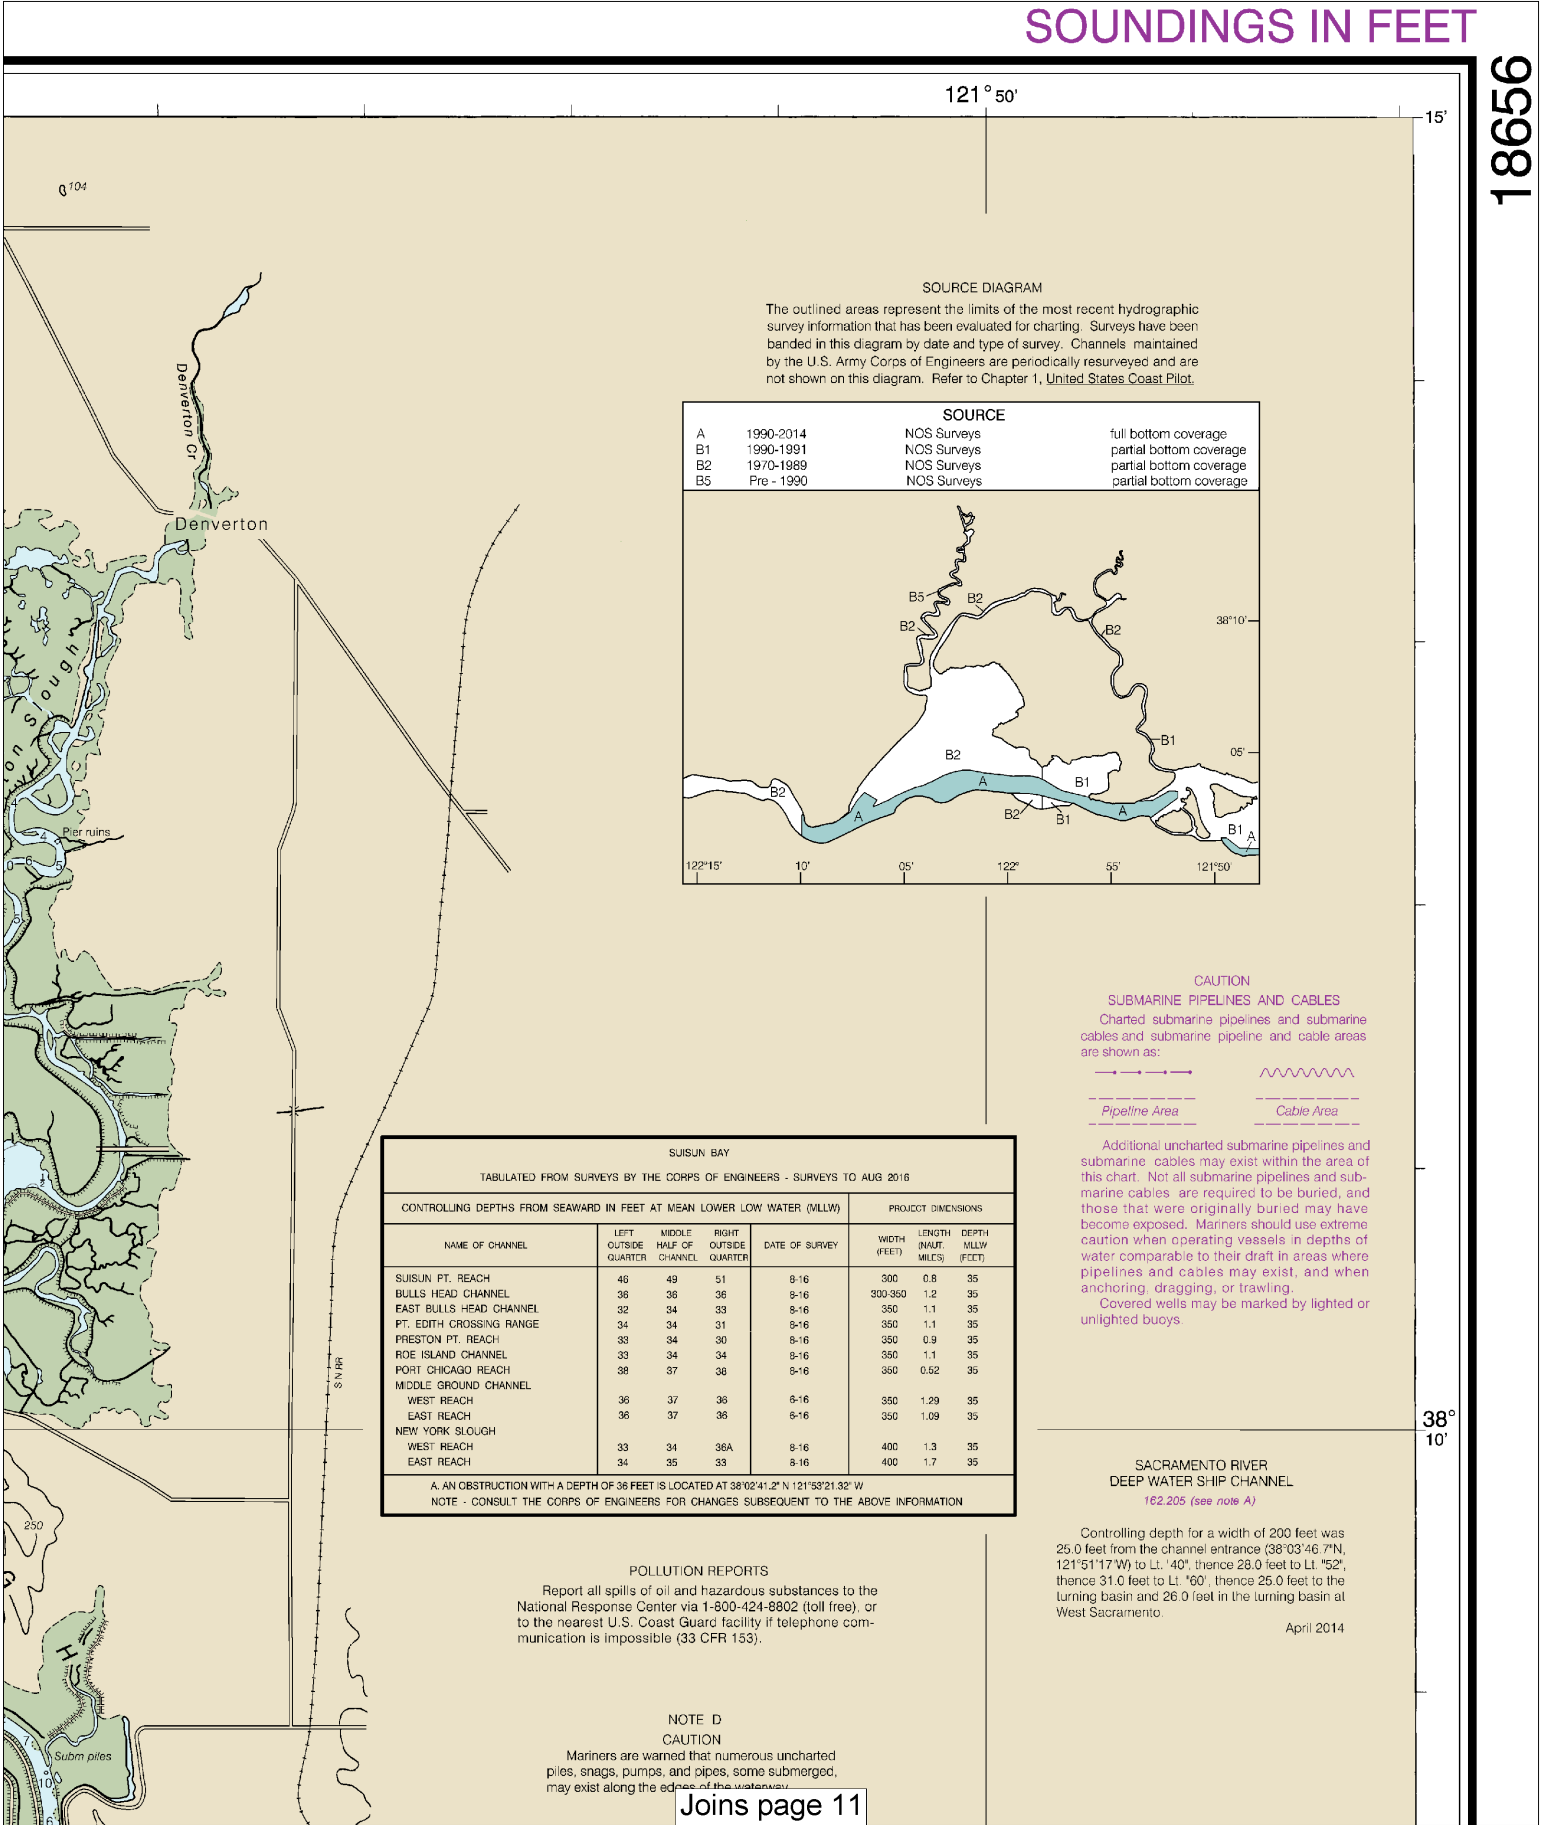 SOUNDINGS IN FEET
18656
121° 50'
15'
104
Denverton Cr
Denverton
SOURCE DIAGRAM
The outlined areas represent the limits of the most recent hydrographic
survey information that has been evaluated for charting. Surveys have been
banded in this diagram by date and type of survey. Channels maintained
by the U.S. Army Corps of Engineers are periodically resurveyed and are
not shown on this diagram. Refer to Chapter 1, United States Coast Pilot.
SOURCE
A 1990-2014 NOS Surveys full bottom coverage
B1 1990-1991 NOS Surveys partial bottom coverage
B2 1970-1989 NOS Surveys partial bottom coverage
B5 Pre - 1990 NOS Surveys partial bottom coverage
B5
B2
B2
B2
38°10'
B1
05'
B2
A
B1
B2
A
B2
B1
A
B1
A
122°15'
10'
05'
122°
55'
121°50'
on Slough
4
4
Pier ruins
0
6
5
5
CAUTION
SUBMARINE PIPELINES AND CABLES
Charted submarine pipelines and submarine
cables and submarine pipeline and cable areas
are shown as:
Pipeline Area
Cable Area
Additional uncharted submarine pipelines and
submarine cables may exist within the area of
this chart. Not all submarine pipelines and sub-
marine cables are required to be buried, and
those that were originally buried may have
become exposed. Mariners should use extreme
caution when operating vessels in depths of
water comparable to their draft in areas where
pipelines and cables may exist, and when
anchoring, dragging, or trawling.
Covered wells may be marked by lighted or
unlighted buoys.
SUISUN BAY
TABULATED FROM SURVEYS BY THE CORPS OF ENGINEERS - SURVEYS TO AUG 2016
CONTROLLING DEPTHS FROM SEAWARD IN FEET AT MEAN LOWER LOW WATER (MLLW) PROJECT DIMENSIONS
NAME OF CHANNEL LEFT OUTSIDE QUARTER MIDDLE HALF OF CHANNEL RIGHT OUTSIDE QUARTER DATE OF SURVEY WIDTH (FEET) LENGTH (NAUT. MILES) DEPTH MLLW (FEET)
SUISUN PT. REACH 46 49 51 8-16 300 0.8 35
BULLS HEAD CHANNEL 36 36 36 8-16 300-350 1.2 35
EAST BULLS HEAD CHANNEL 32 34 33 8-16 350 1.1 35
PT. EDITH CROSSING RANGE 34 34 31 8-16 350 1.1 35
PRESTON PT. REACH 33 34 30 8-16 350 0.9 35
ROE ISLAND CHANNEL 33 34 34 8-16 350 1.1 35
PORT CHICAGO REACH 38 37 38 8-16 350 0.52 35
MIDDLE GROUND CHANNEL
WEST REACH 36 37 36 6-16 350 1.29 35
EAST REACH 36 37 36 6-16 350 1.09 35
NEW YORK SLOUGH
WEST REACH 33 34 36A 8-16 400 1.3 35
EAST REACH 34 35 33 8-16 400 1.7 35
A. AN OBSTRUCTION WITH A DEPTH OF 36 FEET IS LOCATED AT 38°02'41.2" N 121°53'21.32" W
NOTE - CONSULT THE CORPS OF ENGINEERS FOR CHANGES SUBSEQUENT TO THE ABOVE INFORMATION
S N RR
38°
10'
SACRAMENTO RIVER
DEEP WATER SHIP CHANNEL
162.205 (see note A)
Controlling depth for a width of 200 feet was
25.0 feet from the channel entrance (38°03'46.7"N,
121°51'17"W) to Lt. "40", thence 28.0 feet to Lt. "52",
thence 31.0 feet to Lt. "60", thence 25.0 feet to the
turning basin and 26.0 feet in the turning basin at
West Sacramento.
April 2014
250
POLLUTION REPORTS
Report all spills of oil and hazardous substances to the
National Response Center via 1-800-424-8802 (toll free), or
to the nearest U.S. Coast Guard facility if telephone com-
munication is impossible (33 CFR 153).
H
NOTE D
CAUTION
Mariners are warned that numerous uncharted
piles, snags, pumps, and pipes, some submerged,
may exist along the edges of the waterway.
7
Subm piles
10
6
Joins page 11